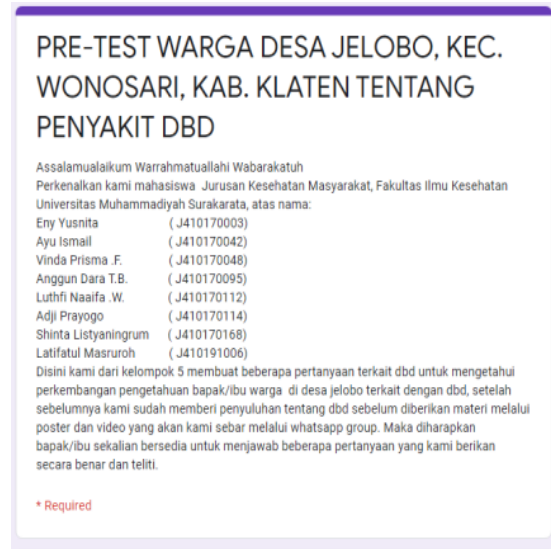 PRE-TEST WARGA DESA JELOBO, KEC.
WONOSARI, KAB. KLATEN TENTANG
PENYAKIT DBD
Assalamualaikum Warrahmatuallahi Wabarakatuh
Perkenalkan kami mahasiswa Jurusan Kesehatan Masyarakat, Fakultas Ilmu Kesehatan
Universitas Muhammadiyah Surakarata, atas nama:
Eny Yusnita ( J410170003)
Ayu Ismail ( J410170042)
Vinda Prisma .F. ( J410170048)
Anggun Dara T.B. ( J410170095)
Luthfi Naaifa .W. ( J410170112)
Adji Prayogo ( J410170114)
Shinta Listyaningrum ( J410170168)
Latifatul Masruroh ( J410191006)
Disini kami dari kelompok 5 membuat beberapa pertanyaan terkait dbd untuk mengetahui
perkembangan pengetahuan bapak/ibu warga di desa jelobo terkait dengan dbd, setelah
sebelumnya kami sudah memberi penyuluhan tentang dbd sebelum diberikan materi melalui
poster dan video yang akan kami sebar melalui whatsapp group. Maka diharapkan
bapak/ibu sekalian bersedia untuk menjawab beberapa pertanyaan yang kami berikan
secara benar dan teliti.
* Required